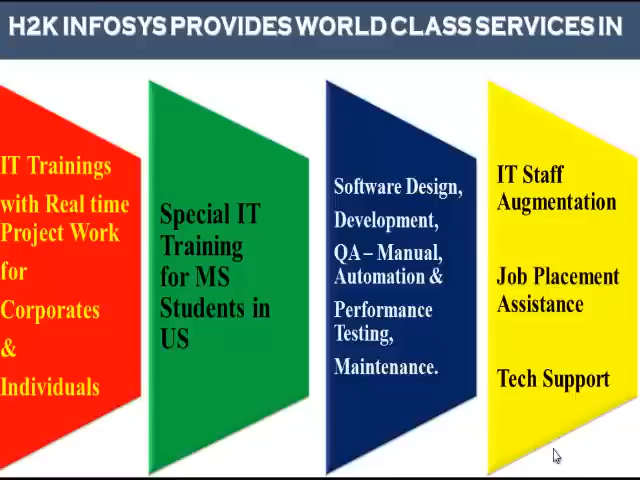 H2K INFOSYS PROVIDES WORLD CLASS SERVICES IN
IT Trainings
with Real time
Project Work
for
Corporates
&
Individuals
Special IT
Training
for MS
Students in
US
Software Design,
Development,
QA – Manual,
Automation &
Performance
Testing,
Maintenance.
IT Staff
Augmentation
Job Placement
Assistance
Tech Support